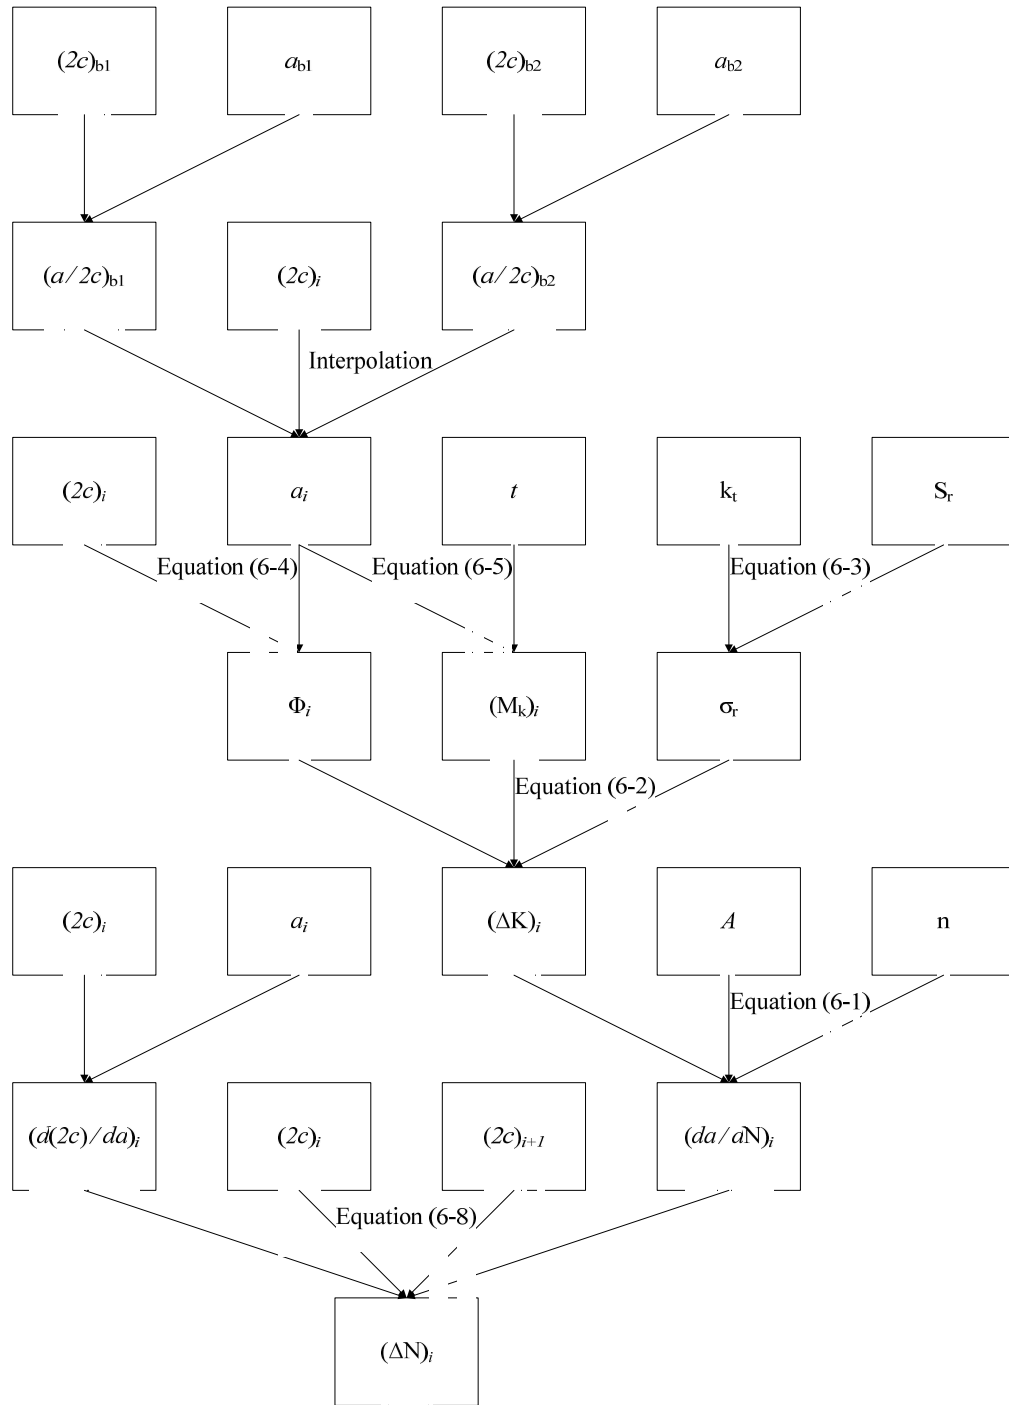 (2c)b1 ab1 (2c)b2 ab2
(a/2c)b1 (2c)i (a/2c)b2
Interpolation
(2c)i ai t kt Sr
Equation (6-4) Equation (6-5) Equation (6-3)
Φi (Mk)i σr
Equation (6-2)
(2c)i ai (ΔK)i A n
Equation (6-1)
(d(2c)/da)i (2c)i (2c)i+1 (da/dN)i
Equation (6-8)
(ΔN)i